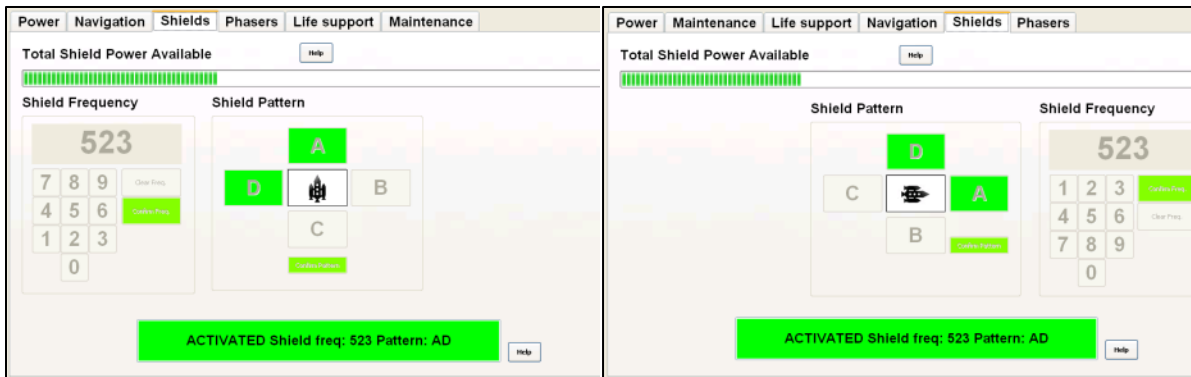 Power Navigation Shields Phasers Life support Maintenance
Total Shield Power Available Help
Shield Frequency Shield Pattern
523
A
7 8 9 Clear Freq.
D B
4 5 6 Confirm Freq.
1 2 3
C
0
Confirm Pattern
ACTIVATED Shield freq: 523 Pattern: AD
Help
Power Maintenance Life support Navigation Shields Phasers
Total Shield Power Available Help
Shield Pattern Shield Frequency
D
523
C A
1 2 3 Confirm Freq.
4 5 6 Clear Freq.
B
7 8 9
Confirm Pattern
0
ACTIVATED Shield freq: 523 Pattern: AD
Help